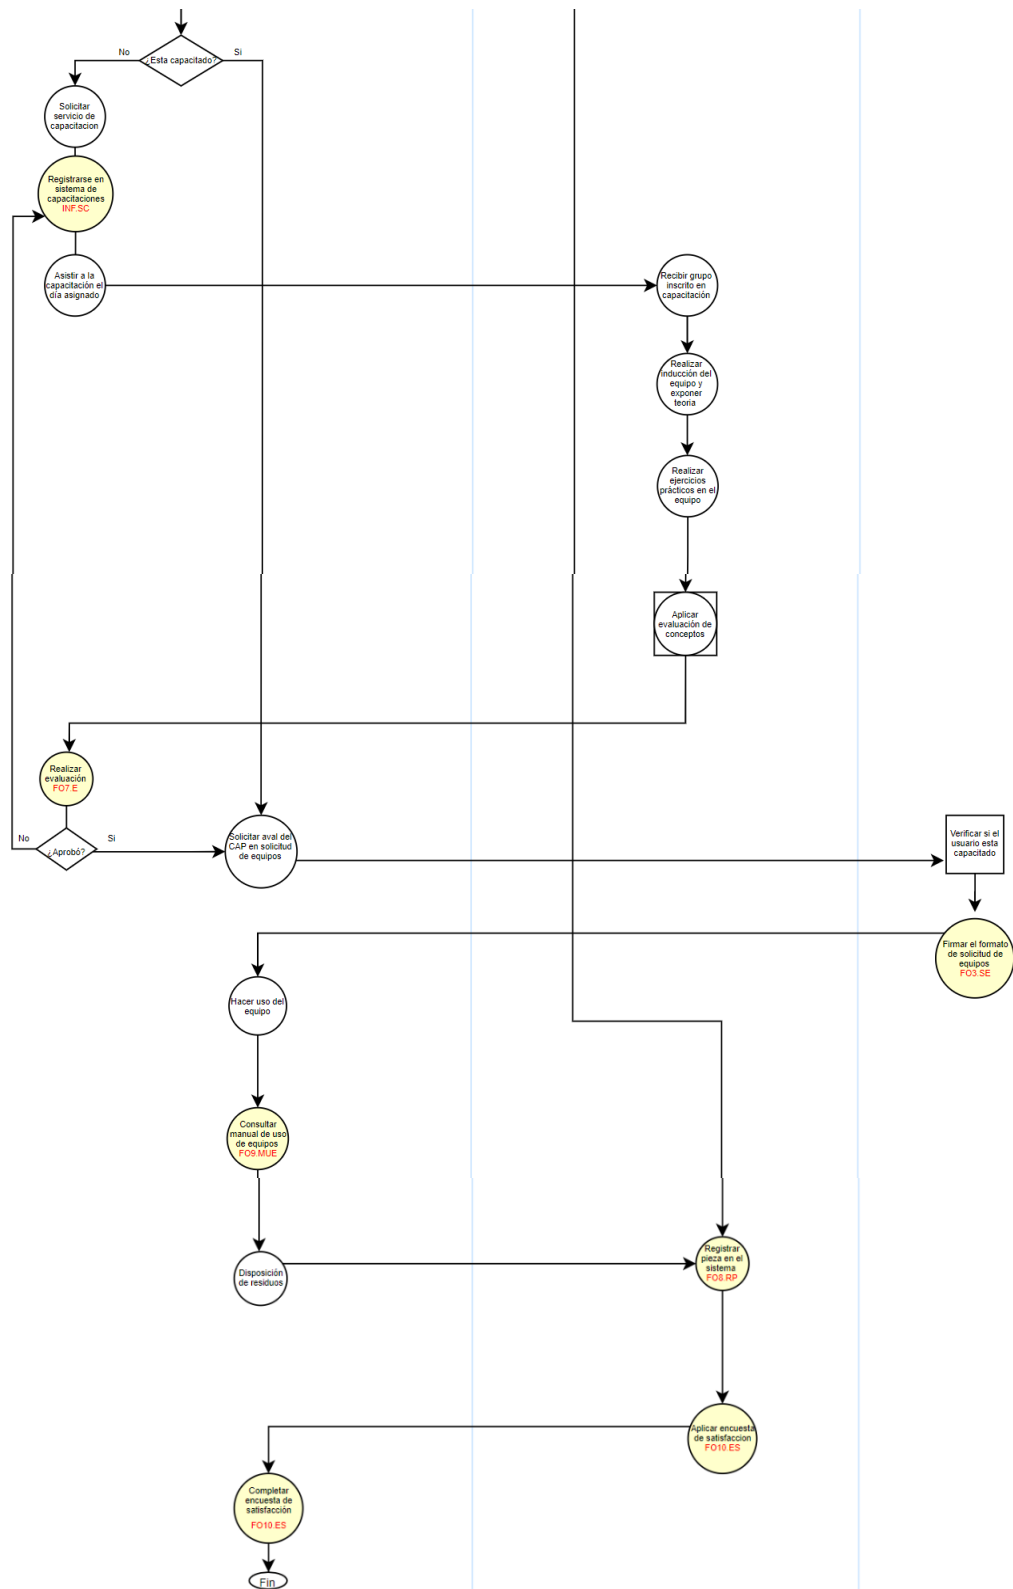 ¿Esta capacitado?
No
Si
Solicitar
servicio de
capacitacion
Registrarse en
sistema de
capacitaciones
INF.SC
Asistir a la
capacitación el
día asignado
Recibir grupo
inscrito en
capacitación
Realizar
inducción del
equipo y
exponer
teoria
Realizar
ejercicios
prácticos en el
equipo
Aplicar
evaluación de
conceptos
Realizar
evaluación
FO7.E
No
¿Aprobó?
Si
Solicitar aval del
CAP en solicitud
de equipos
Verificar si el
usuario esta
capacitado
Firmar el formato
de solicitud de
equipos
FO3.SE
Hacer uso del
equipo
Consultar
manual de uso
de equipos
FO9.MUE
Disposición
de residuos
Registrar
pieza en el
sistema
FO8.RP
Aplicar encuesta
de satisfaccion
FO10.ES
Completar
encuesta de
satisfacción
FO10.ES
Fin